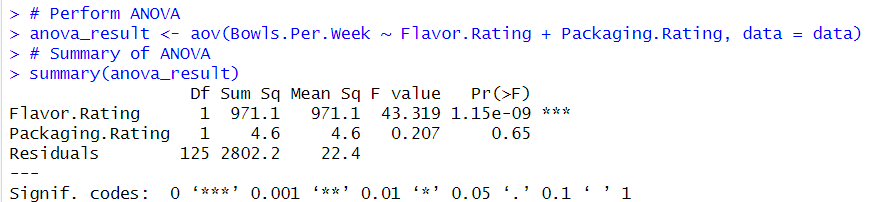 > # Perform ANOVA
> anova_result <- aov(Bowls.Per.Week ~ Flavor.Rating + Packaging.Rating, data = data)
> # Summary of ANOVA
> summary(anova_result)
                  Df Sum Sq Mean Sq F value   Pr(>F)
Flavor.Rating      1  971.1   971.1  43.319 1.15e-09 ***
Packaging.Rating   1    4.6     4.6   0.207     0.65
Residuals        125 2802.2    22.4
---
Signif. codes:  0 ‘***’ 0.001 ‘**’ 0.01 ‘*’ 0.05 ‘.’ 0.1 ‘ ’ 1